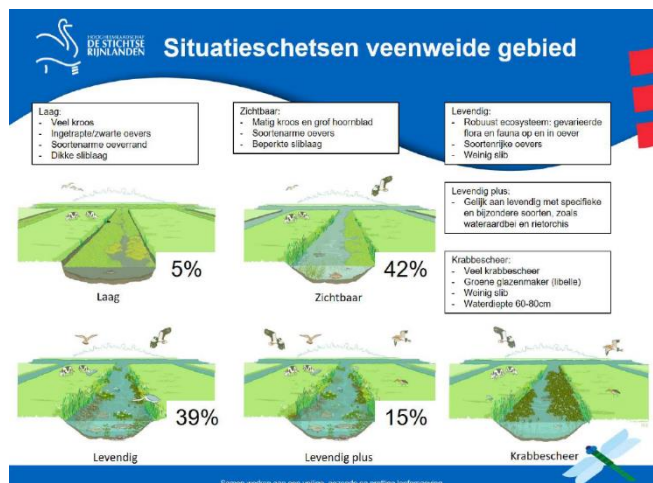 HOOGHEEMRAADSCHAP
DE STICHTSE
RIJNLANDEN
Situatieschetsen veenweide gebied
Laag:
- Veel kroos
- Ingetrapte/zwarte oevers
- Soortenarme oeverrand
- Dikke sliblaag
Zichtbaar:
- Matig kroos en grof hoornblad
- Soortenarme oevers
- Beperkte sliblaag
Levendig:
- Robuust ecosysteem: gevarieerde
flora en fauna op en in oever
- Soortenrijke oevers
- Weinig slib
Levendig plus:
- Gelijk aan levendig met specifieke
en bijzondere soorten, zoals
wateraardbei en rietorchis
Krabbescheer:
- Veel krabbescheer
- Groene glazenmaker (libelle)
- Weinig slib
- Waterdiepte 60-80cm
5%
Laag
42%
Zichtbaar
39%
Levendig
15%
Levendig plus
Krabbescheer